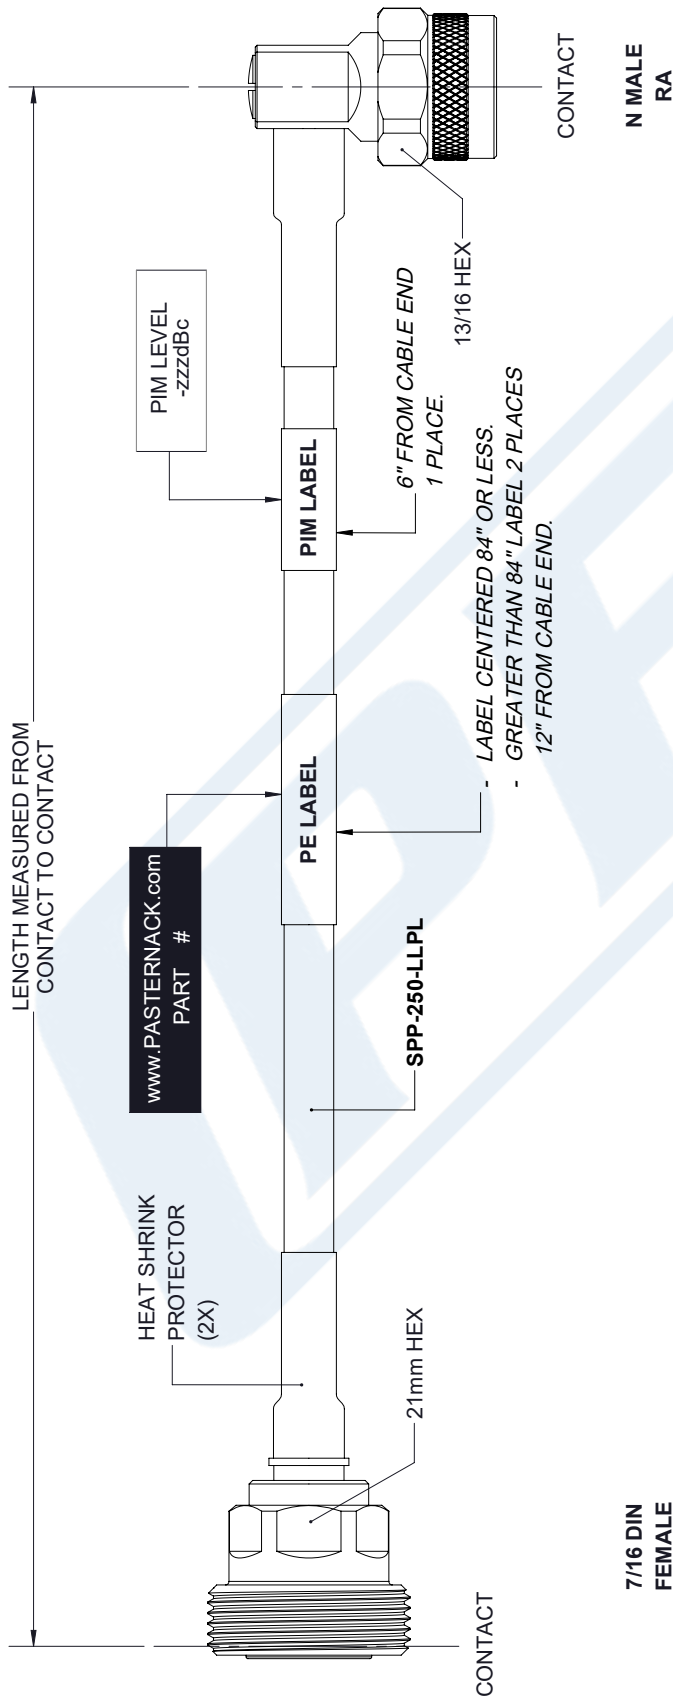 LENGTH MEASURED FROM
CONTACT TO CONTACT
HEAT SHRINK
PROTECTOR
(2X)
www.PASTERNACK.com
PART #
PIM LEVEL
-zzzdBc
PE LABEL
PIM LABEL
21mm HEX
SPP-250-LLPL
6" FROM CABLE END
1 PLACE.
13/16 HEX
- LABEL CENTERED 84" OR LESS.
- GREATER THAN 84" LABEL 2 PLACES
12" FROM CABLE END.
CONTACT
CONTACT
7/16 DIN
FEMALE
N MALE
RA